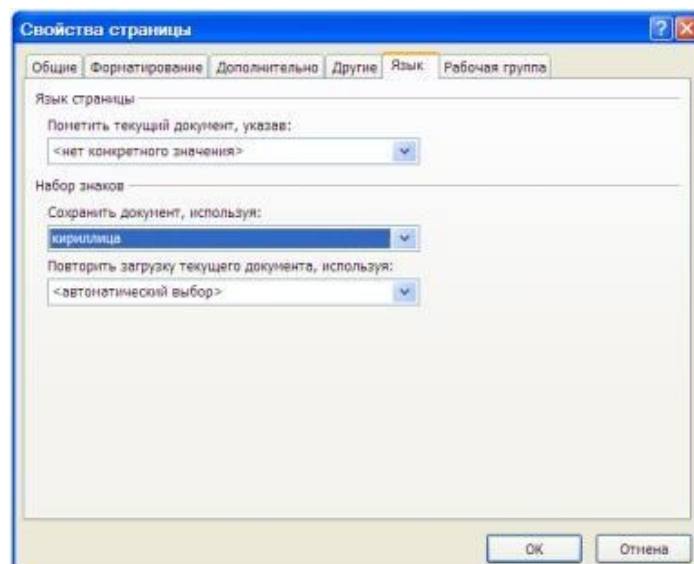 Свойства страницы
Общие Форматирование Дополнительно Другие Язык Рабочая группа
Язык страницы
Пометить текущий документ, указав:
<нет конкретного значения>
Набор знаков
Сохранить документ, используя:
кириллица
Повторить загрузку текущего документа, используя:
<автоматический выбор>
ОК Отмена